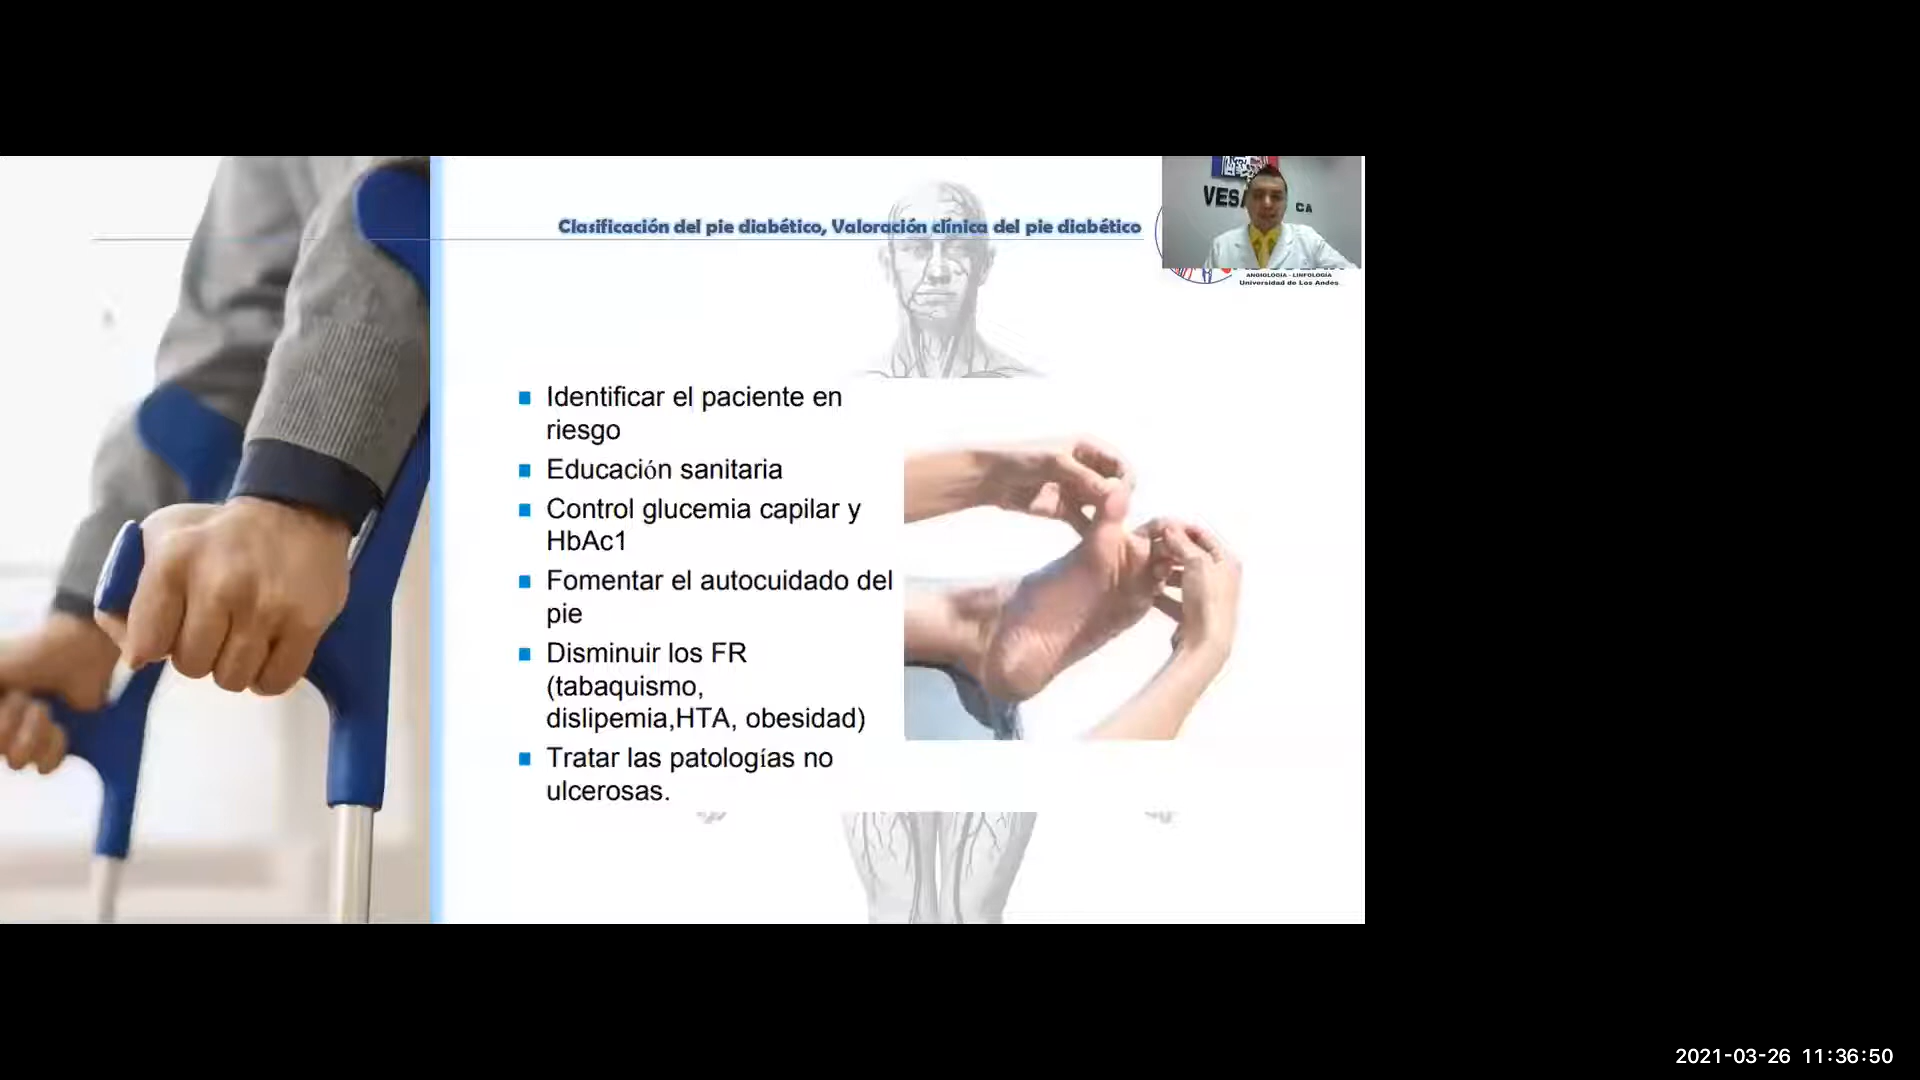 Clasificación del pie diabético, Valoración clínica del pie diabético
CA
ANGIOLOGIA - LINFOLOGÍA
Universidad de Los Andes
Identificar el paciente en
riesgo
Educación sanitaria
Control glucemia capilar y
HbAc1
Fomentar el autocuidado del
pie
Disminuir los FR
(tabaquismo,
dislipemia,HTA, obesidad)
Tratar las patologías no
ulcerosas.
2021-03-26 11:36:50